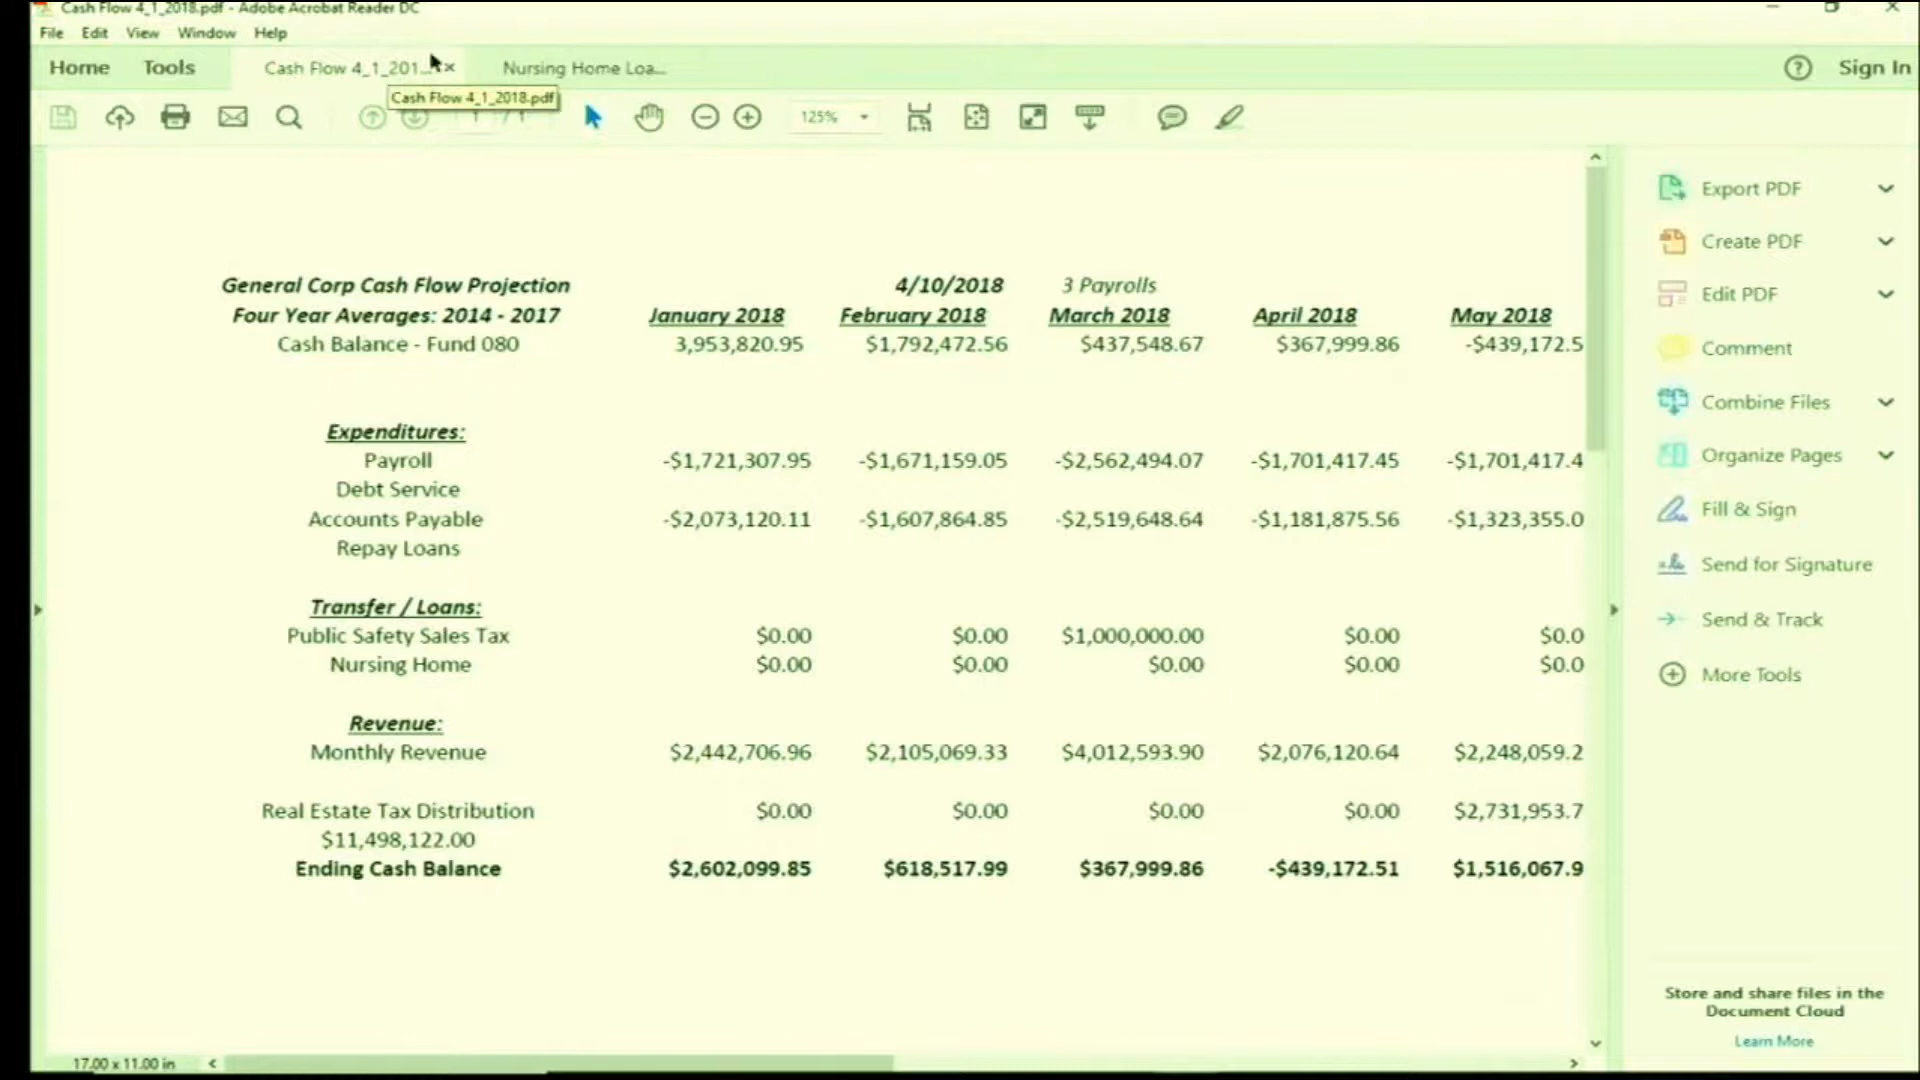 Cash Flow 4_1_2018.pdf - Adobe Acrobat Reader DC
File Edit View Window Help
Home Tools Cash Flow 4_1_201... × Nursing Home Loa... Sign In
Cash Flow 4_1_2018.pdf
125%
Export PDF
Create PDF
Edit PDF
Comment
Combine Files
Organize Pages
Fill & Sign
Send for Signature
Send & Track
More Tools
General Corp Cash Flow Projection 4/10/2018 3 Payrolls
Four Year Averages: 2014 - 2017 January 2018 February 2018 March 2018 April 2018 May 2018
Cash Balance - Fund 080 3,953,820.95 $1,792,472.56 $437,548.67 $367,999.86 -$439,172.5
Expenditures:
Payroll -$1,721,307.95 -$1,671,159.05 -$2,562,494.07 -$1,701,417.45 -$1,701,417.4
Debt Service
Accounts Payable -$2,073,120.11 -$1,607,864.85 -$2,519,648.64 -$1,181,875.56 -$1,323,355.0
Repay Loans
Transfer / Loans:
Public Safety Sales Tax $0.00 $0.00 $1,000,000.00 $0.00 $0.0
Nursing Home $0.00 $0.00 $0.00 $0.00 $0.0
Revenue:
Monthly Revenue $2,442,706.96 $2,105,069.33 $4,012,593.90 $2,076,120.64 $2,248,059.2
Real Estate Tax Distribution $0.00 $0.00 $0.00 $0.00 $2,731,953.7
$11,498,122.00
Ending Cash Balance $2,602,099.85 $618,517.99 $367,999.86 -$439,172.51 $1,516,067.9
Store and share files in the
Document Cloud
Learn More
17.00 x 11.00 in